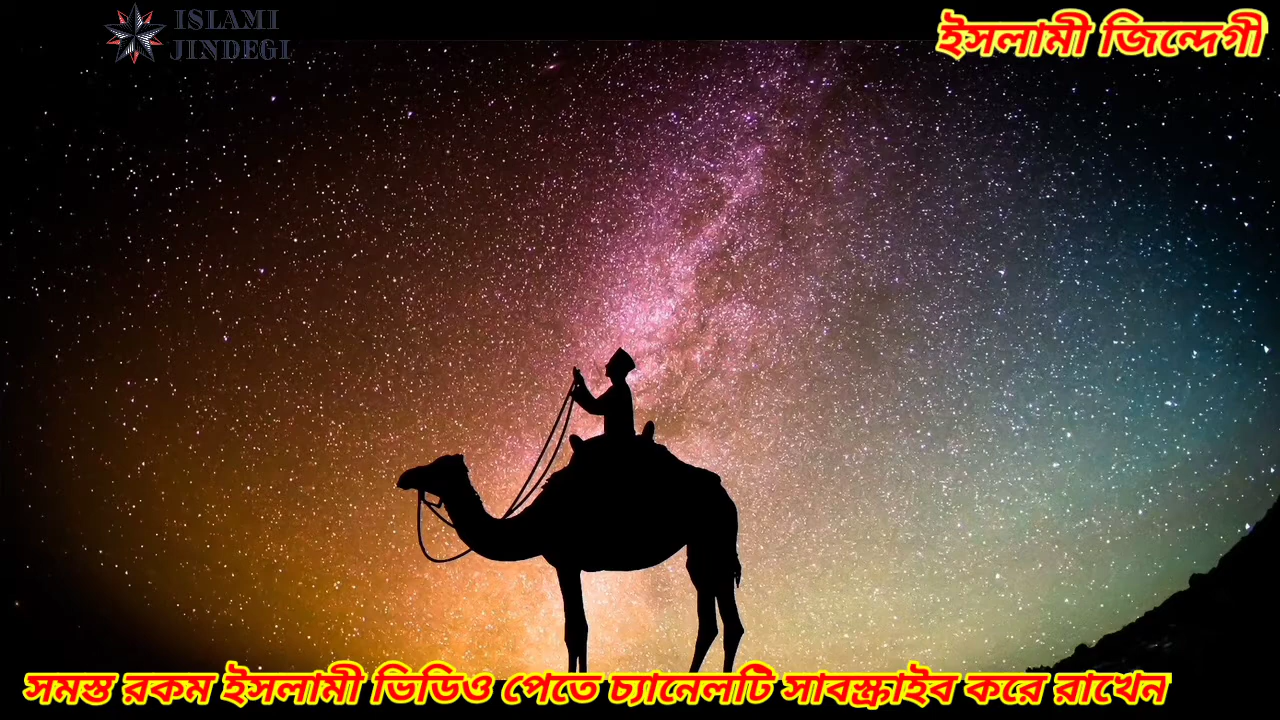 ISLAMI
JINDEGI
ইসলামী জিন্দেগী
সমস্ত রকম ইসলামী ভিডিও পেতে চ্যানেলটি সাবস্ক্রাইব করে রাখেন